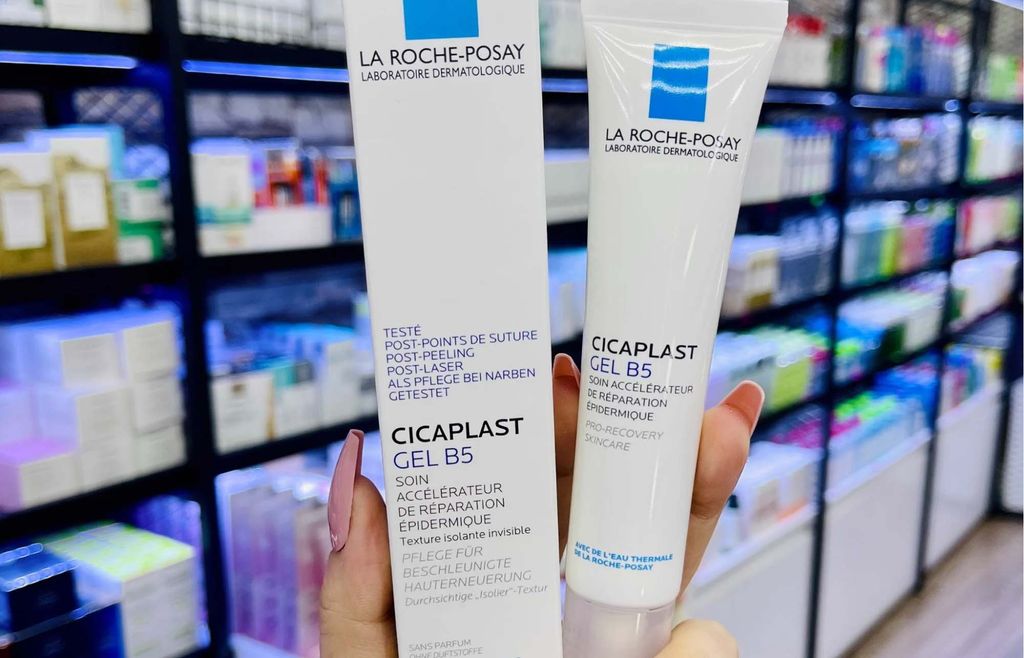 LA ROCHE-POSAY
LABORATOIRE DERMATOLOGIQUE
TESTÉ
POST-POINTS DE SUTURE
POST-PEELING
POST-LASER
ALS PFLEGE BEI NARBEN
GETESTET
CICAPLAST
GEL B5
SOIN
ACCÉLÉRATEUR
DE RÉPARATION
ÉPIDERMIQUE
Texture isolante invisible
PFLEGE FÜR
BESCHLEUNIGTE
HAUTERNEUERUNG
Durchsichtige „Isolier"-Textur
SANS PARFUM
OHNE DUFTSTOFFE
LA ROCHE-POSAY
LABORATOIRE DERMATOLOGIQUE
CICAPLAST
GEL B5
SOIN ACCÉLÉRATEUR
DE RÉPARATION
ÉPIDERMIQUE
PRO-RECOVERY
SKINCARE
AVEC DE L'EAU THERMALE
DE LA ROCHE-POSAY